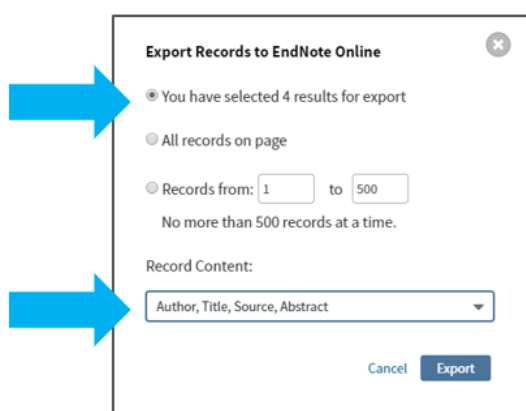 Export Records to EndNote Online
You have selected 4 results for export
All records on page
Records from: 1 to 500
No more than 500 records at a time.
Record Content:
Author, Title, Source, Abstract
Cancel Export